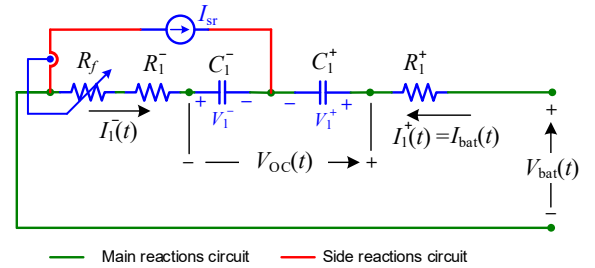 I_sr
R_f R_1^- C_1^- C_1^+ R_1^+
+ − − +
V_1^- V_1^+
I_1^-(t) I_1^+(t) = I_bat(t) +
− V_OC(t) + V_bat(t)
−
Main reactions circuit Side reactions circuit